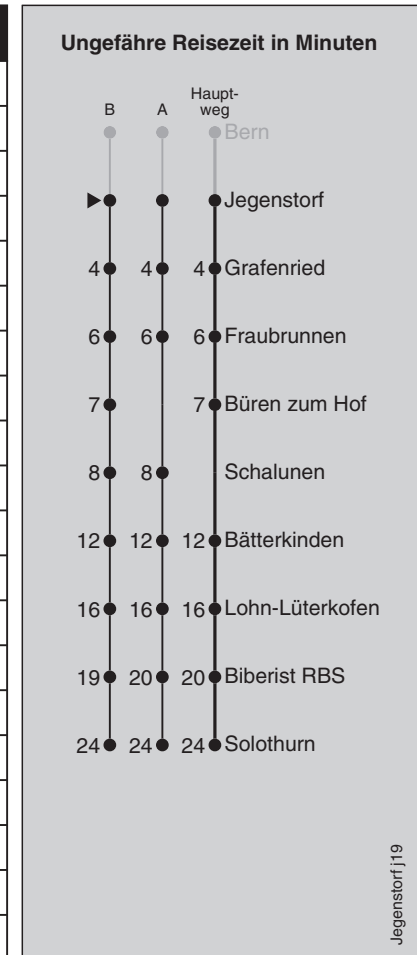 Ungefähre Reisezeit in Minuten
B A Haupt-
weg
Bern
Jegenstorf
4 4 4 Grafenried
6 6 6 Fraubrunnen
7 7 Büren zum Hof
8 8 Schalunen
12 12 12 Bätterkinden
16 16 16 Lohn-Lüterkofen
19 20 20 Biberist RBS
24 24 24 Solothurn
Jegenstorf j19